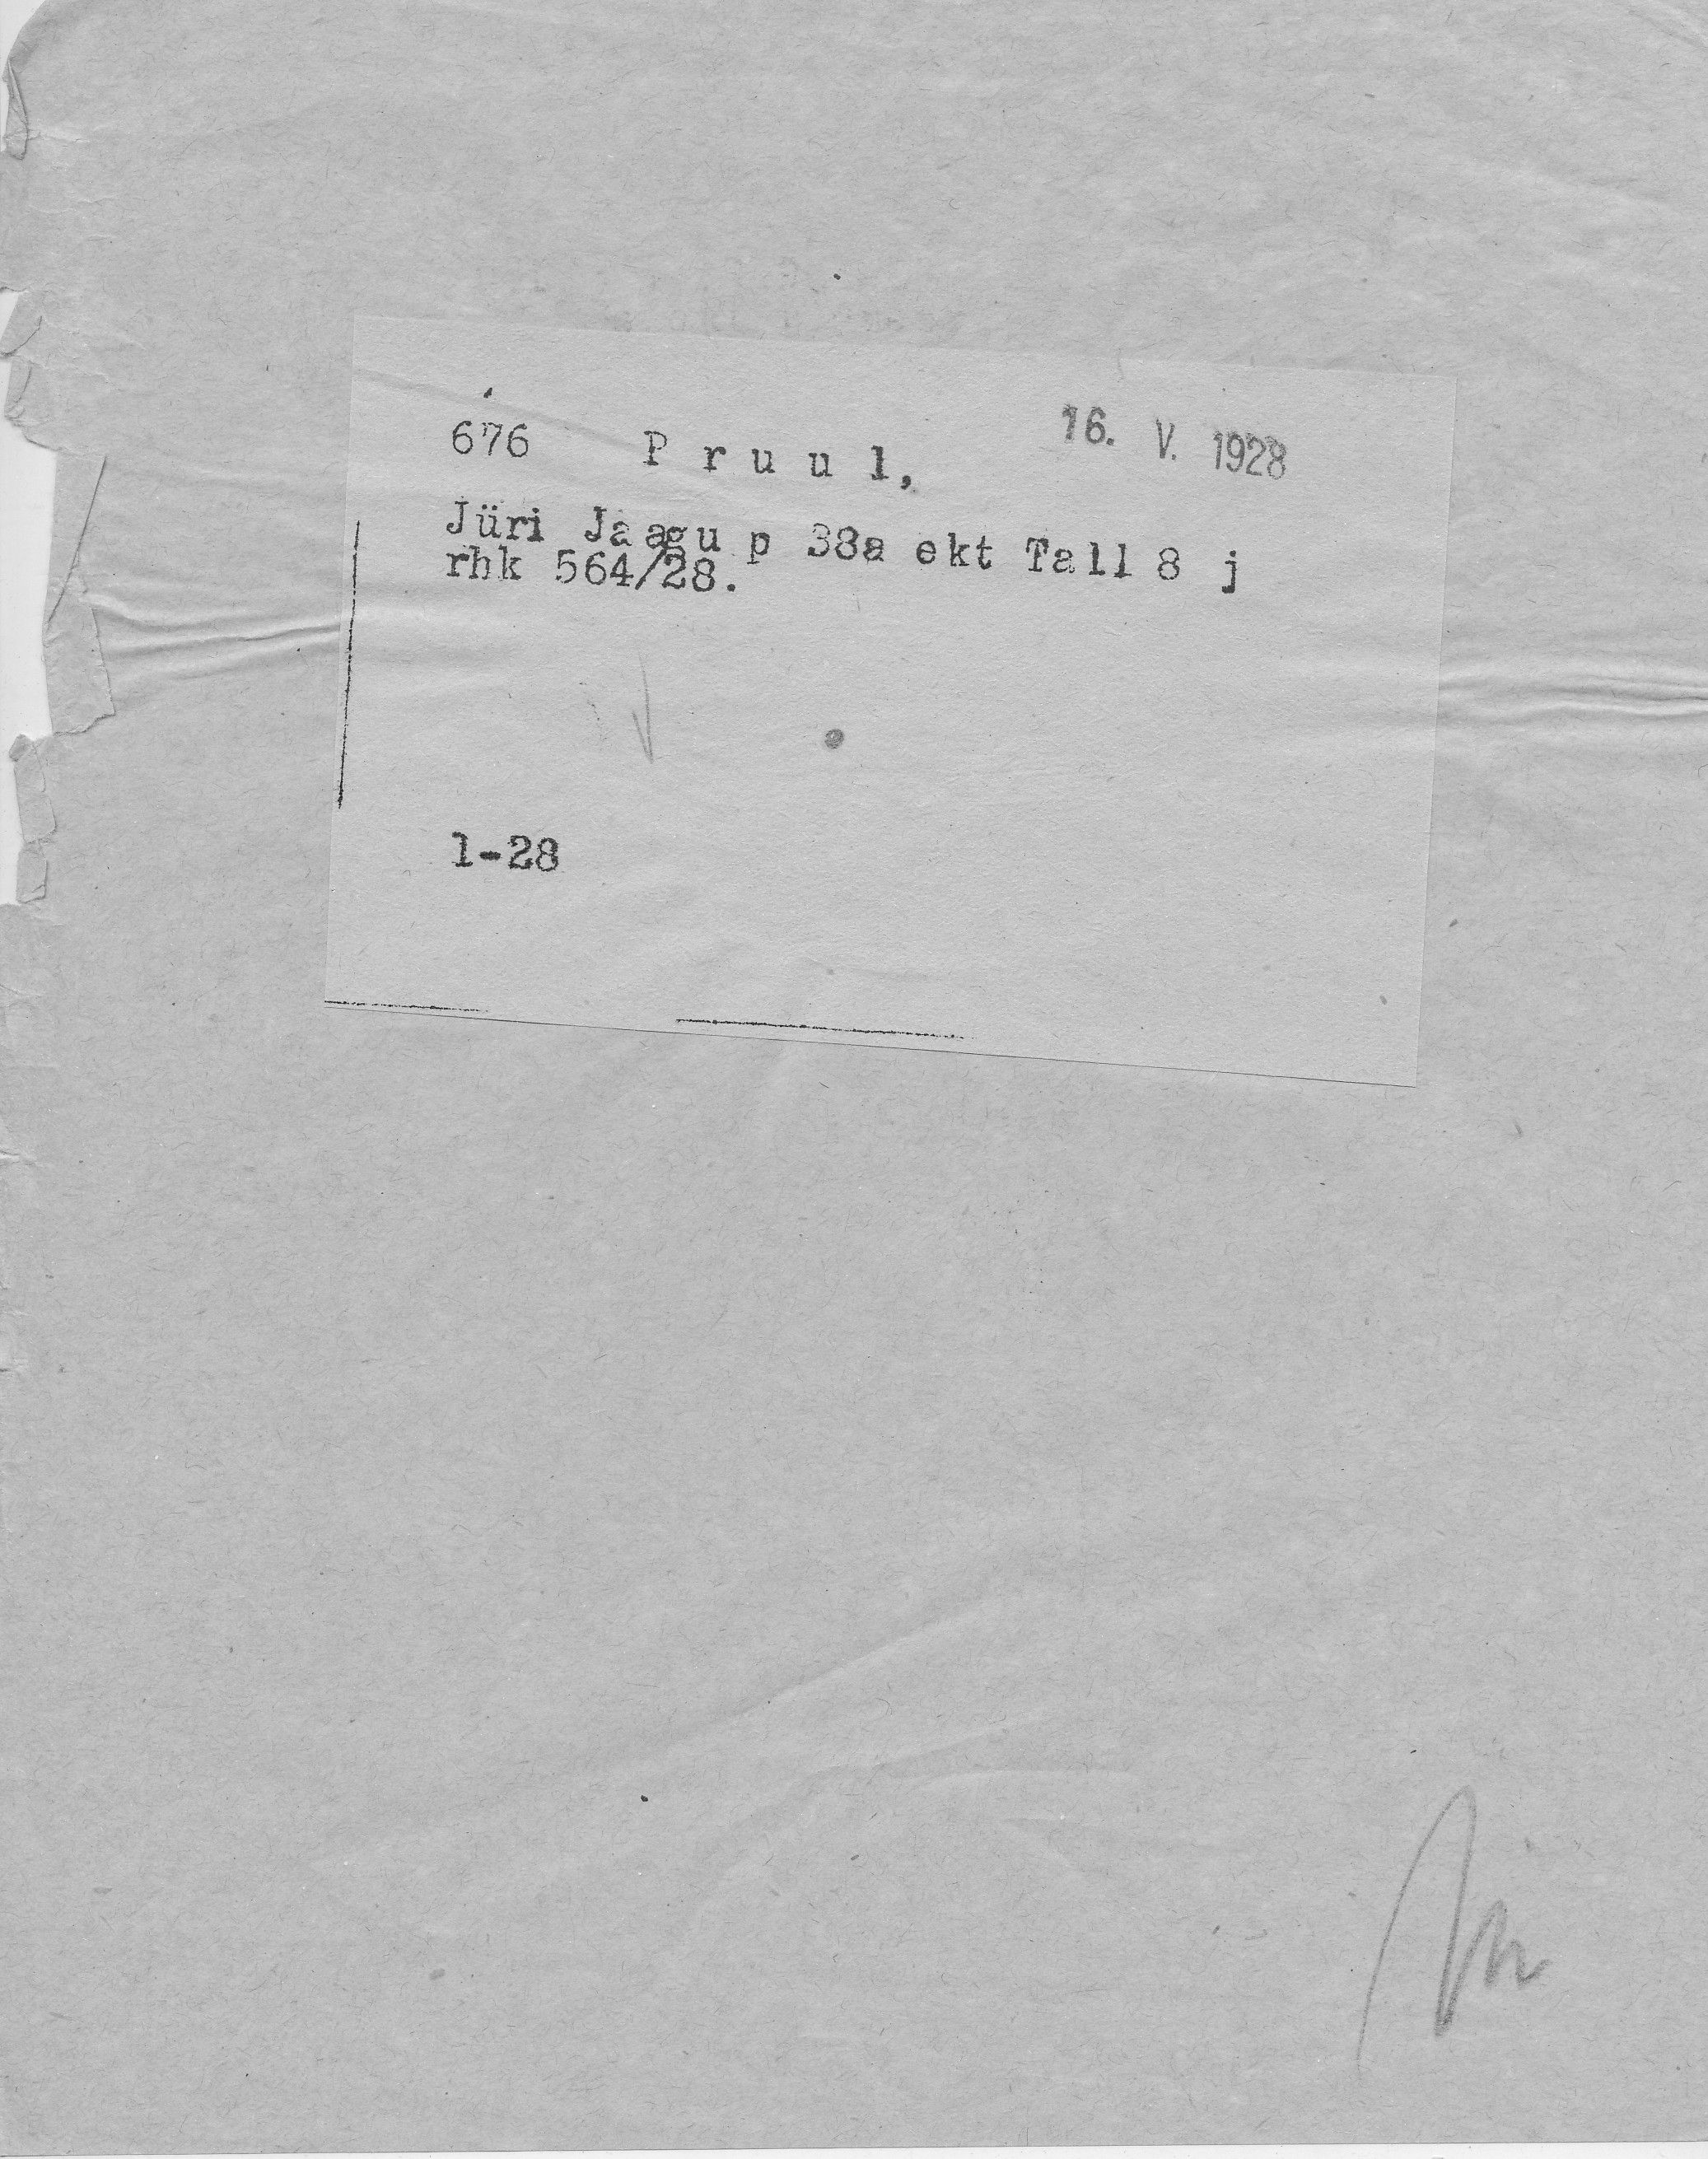 676 P r u u l, 16. V. 1928
Jüri Jaagu p 38a ekt Tall 8 j
rhk 564/28.
1-28